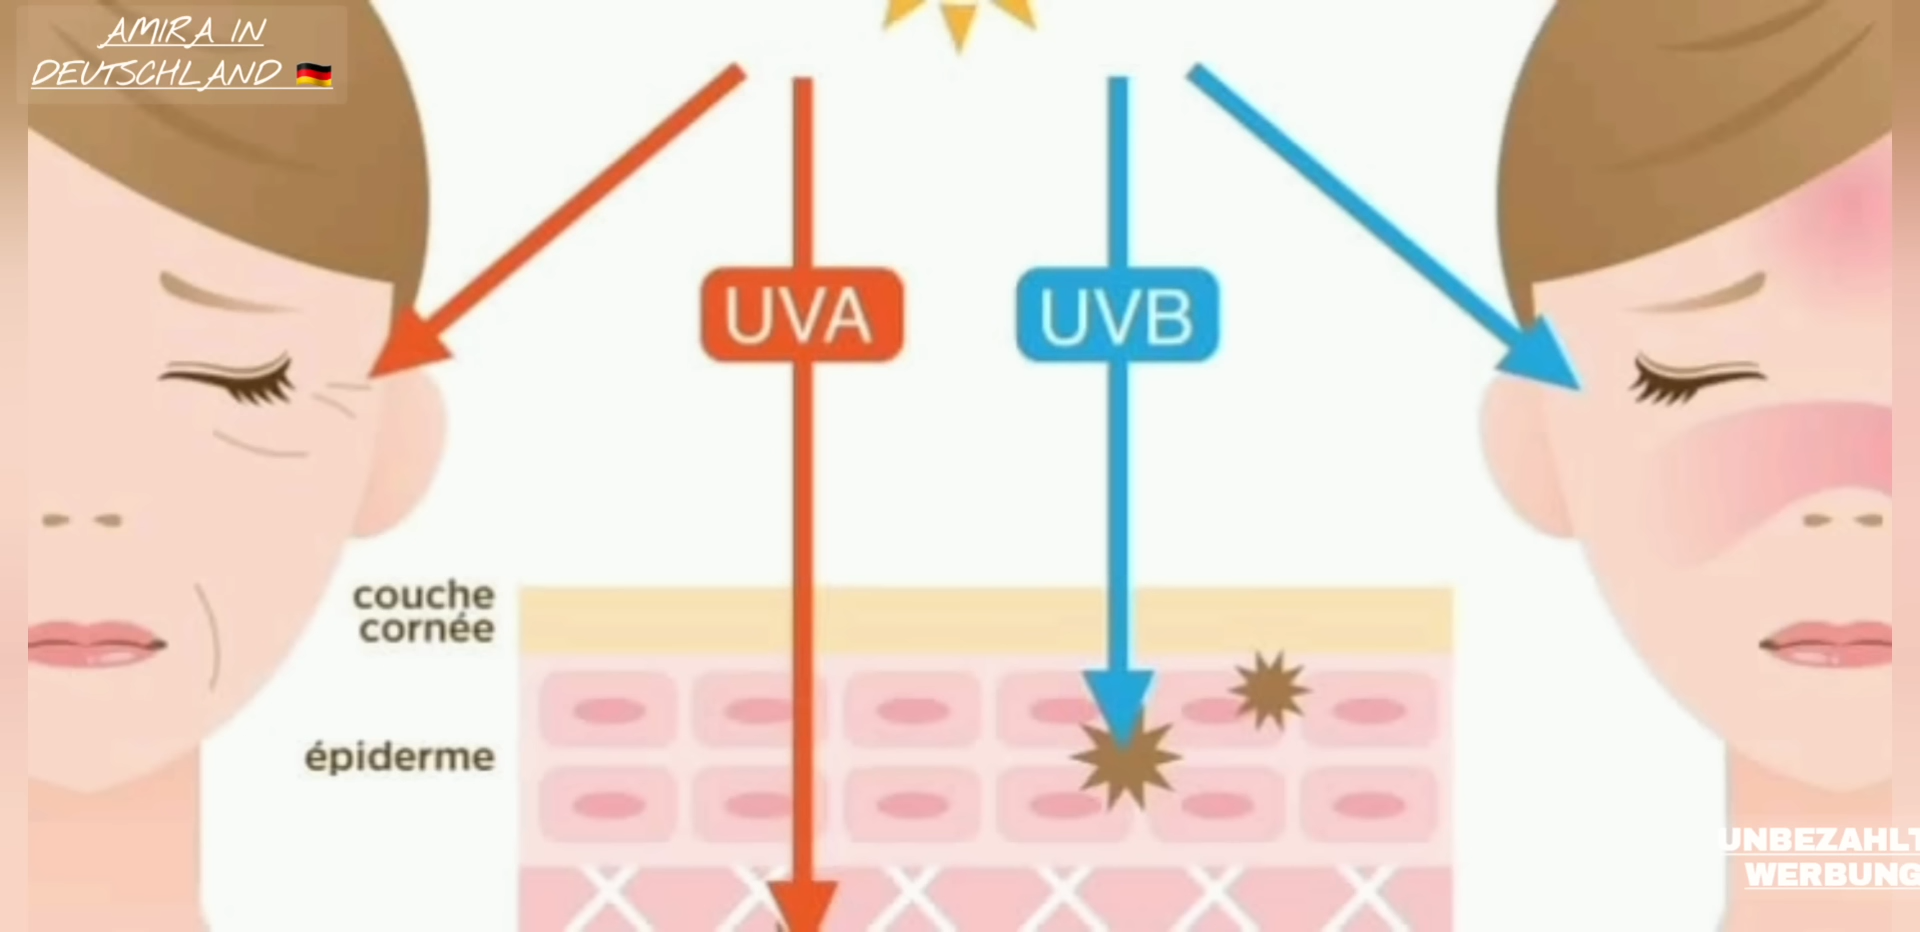 AMIRA IN
DEUTSCHLAND 🇩🇪
UVA
UVB
couche
cornée
épiderme
UNBEZAHLT
WERBUNG